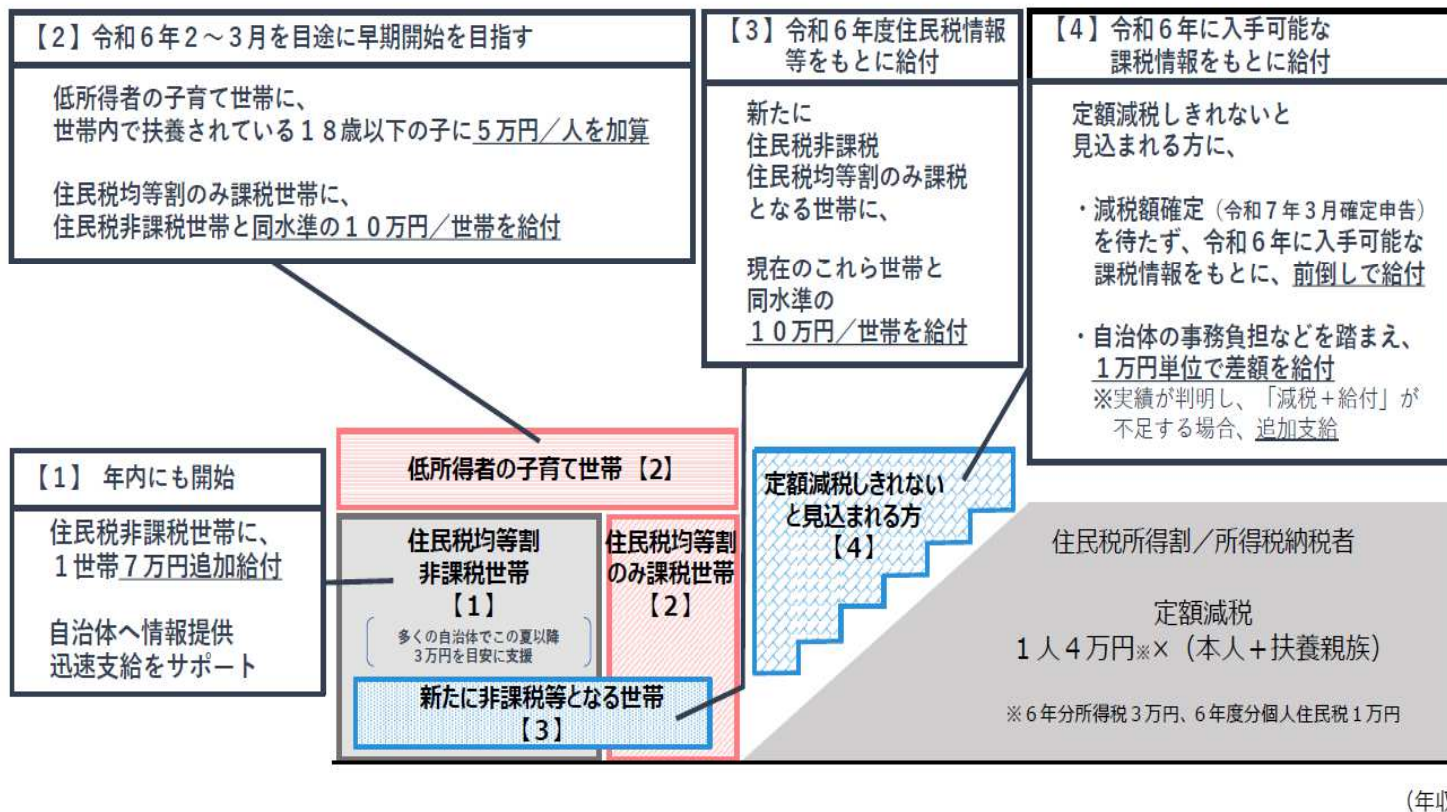 【2】令和6年2～3月を目途に早期開始を目指す
低所得者の子育て世帯に、
世帯内で扶養されている18歳以下の子に5万円／人を加算
住民税均等割のみ課税世帯に、
住民税非課税世帯と同水準の10万円／世帯を給付
【3】令和6年度住民税情報
等をもとに給付
新たに
住民税非課税
住民税均等割のみ課税
となる世帯に、
現在のこれら世帯と
同水準の
10万円／世帯を給付
【4】令和6年に入手可能な
課税情報をもとに給付
定額減税しきれないと
見込まれる方に、
・減税額確定（令和7年3月確定申告）
を待たず、令和6年に入手可能な
課税情報をもとに、前倒しで給付
・自治体の事務負担などを踏まえ、
1万円単位で差額を給付
※実績が判明し、「減税＋給付」が
不足する場合、追加支給
【1】 年内にも開始
住民税非課税世帯に、
1世帯7万円追加給付
自治体へ情報提供
迅速支給をサポート
低所得者の子育て世帯【2】
住民税均等割
非課税世帯
【1】
多くの自治体でこの夏以降
3万円を目安に支援
住民税均等割
のみ課税世帯
【2】
新たに非課税等となる世帯
【3】
定額減税しきれない
と見込まれる方
【4】
住民税所得割／所得税納税者
定額減税
1人4万円※×（本人＋扶養親族）
※6年分所得税3万円、6年度分個人住民税1万円
（年収